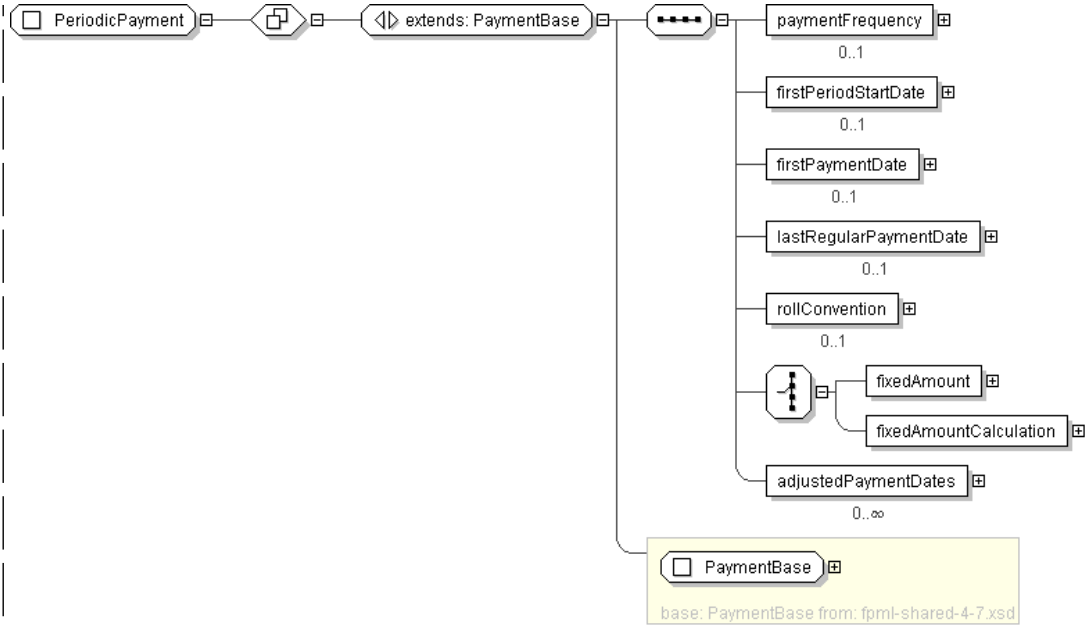 PeriodicPayment
extends: PaymentBase
paymentFrequency
0..1
firstPeriodStartDate
0..1
firstPaymentDate
0..1
lastRegularPaymentDate
0..1
rollConvention
0..1
fixedAmount
fixedAmountCalculation
adjustedPaymentDates
0..∞
PaymentBase
base: PaymentBase from: fpml-shared-4-7.xsd